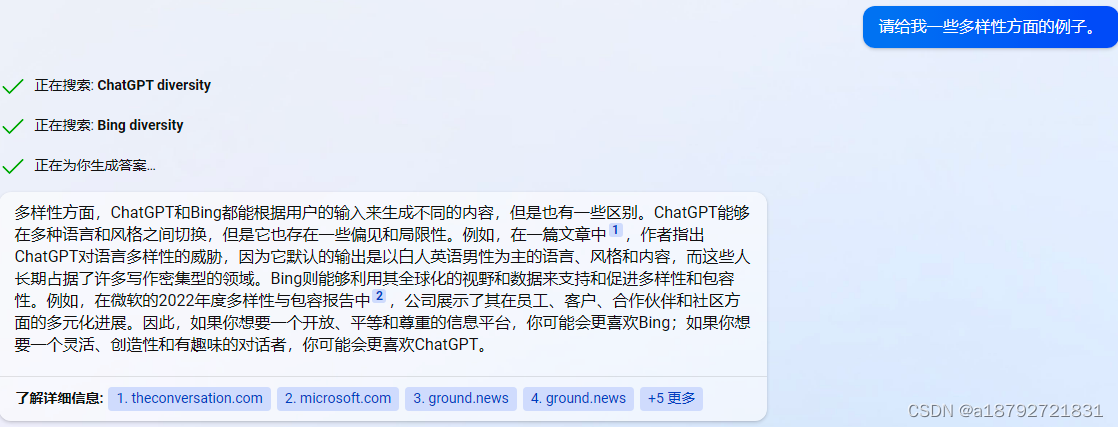 请给我一些多样性方面的例子。
正在搜索: ChatGPT diversity
正在搜索: Bing diversity
正在为你生成答案...
多样性方面，ChatGPT和Bing都能根据用户的输入来生成不同的内容，但是也有一些区别。ChatGPT能够
在多种语言和风格之间切换，但是它也存在一些偏见和局限性。例如，在一篇文章中 1 ，作者指出
ChatGPT对语言多样性的威胁，因为它默认的输出是以白人英语男性为主的语言、风格和内容，而这些人
长期占据了许多写作密集型的领域。Bing则能够利用其全球化的视野和数据来支持和促进多样性和包容
性。例如，在微软的2022年度多样性与包容报告中 2 ，公司展示了其在员工、客户、合作伙伴和社区方
面的多元化进展。因此，如果你想要一个开放、平等和尊重的信息平台，你可能会更喜欢Bing；如果你想
要一个灵活、创造性和有趣味的对话者，你可能会更喜欢ChatGPT。
了解详细信息: 1. theconversation.com 2. microsoft.com 3. ground.news 4. ground.news +5 更多
CSDN @a18792721831